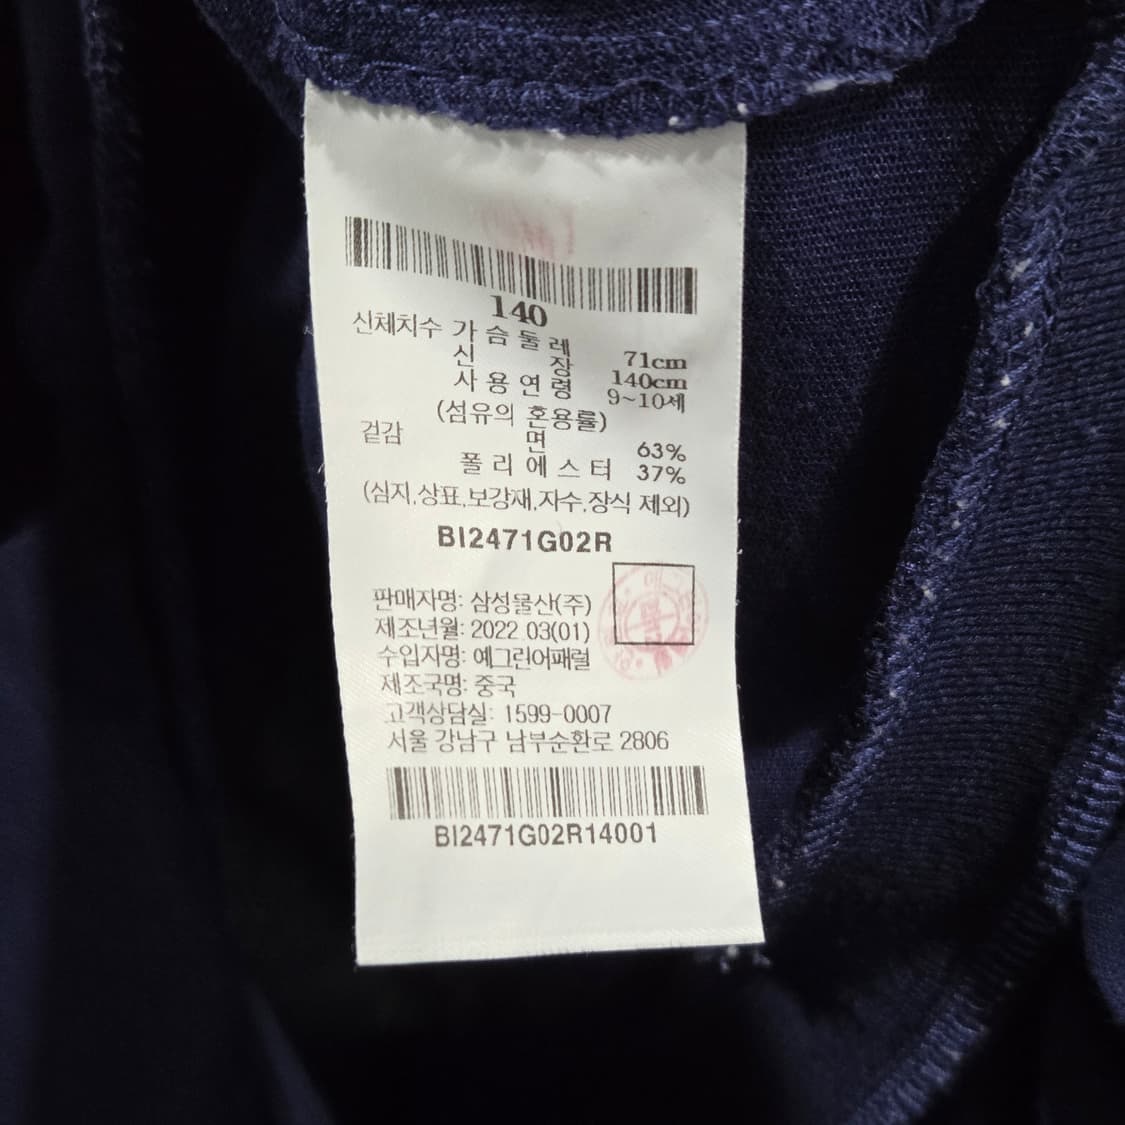 140
신체치수 가슴둘레 71cm
신장 140cm
사용연령 9~10세
(섬유의 혼용률)
겉감 면 63%
폴리에스터 37%
(심지,상표,보강재,자수,장식 제외)
BI2471G02R
판매자명: 삼성물산(주)
제조년월: 2022.03(01)
수입자명: 예그린어패럴
제조국명: 중국
고객상담실: 1599-0007
서울 강남구 남부순환로 2806
BI2471G02R14001